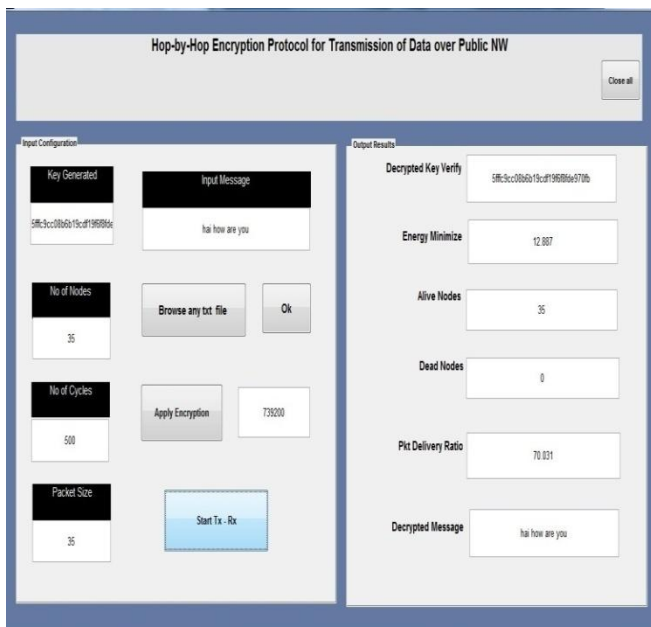 Hop-by-Hop Encryption Protocol for Transmission of Data over Public NW
Close all
Input Configuration
Key Generated
Input Message
hai how are you
No of Nodes
35
Browse any txt file
Ok
No of Cycles
500
Apply Encryption
739200
Packet Size
35
Start Tx - Rx
Output Results
Decrypted Key Verify
Energy Minimize
12.887
Alive Nodes
35
Dead Nodes
0
Pkt Delivery Ratio
70.031
Decrypted Message
hai how are you